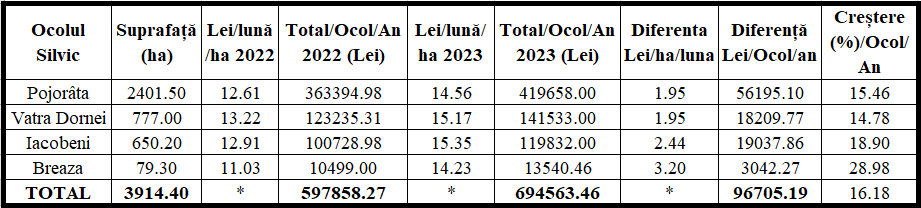 Ocolul Silvic | Suprafață (ha) | Lei/lună /ha 2022 | Total/Ocol/An 2022 (Lei) | Lei/lună/ ha 2023 | Total/Ocol/An 2023 (Lei) | Diferenta Lei/ha/luna | Diferență Lei/Ocol/an | Creștere (%)/Ocol/ An
Pojorâta | 2401.50 | 12.61 | 363394.98 | 14.56 | 419658.00 | 1.95 | 56195.10 | 15.46
Vatra Dornei | 777.00 | 13.22 | 123235.31 | 15.17 | 141533.00 | 1.95 | 18209.77 | 14.78
Iacobeni | 650.20 | 12.91 | 100728.98 | 15.35 | 119832.00 | 2.44 | 19037.86 | 18.90
Breaza | 79.30 | 11.03 | 10499.00 | 14.23 | 13540.46 | 3.20 | 3042.27 | 28.98
TOTAL | 3914.40 | * | 597858.27 | * | 694563.46 | * | 96705.19 | 16.18